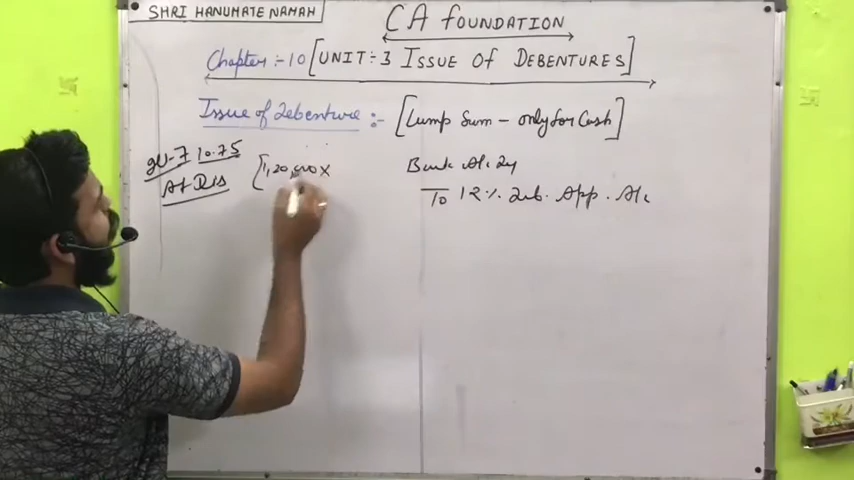 SHRI HANUMATE NAMAH
CA FOUNDATION
Chapter :- 10 [UNIT :- 3 ISSUE OF DEBENTURES]
Issue of Debenture :- [Lump Sum - only for Cash]
QU-7 10.75
At Dis
[1,20,000 x
Bank A/c Dr
To 12% Deb. App. A/c